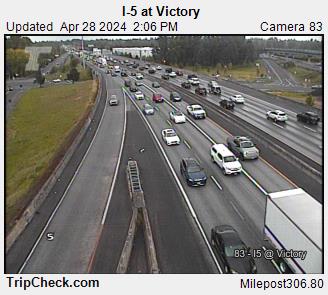 I-5 at Victory
Updated  Apr 28 2024  2:06 PM  Camera 83
S
83 - I5 @ Victory
TripCheck.com  Milepost306.80